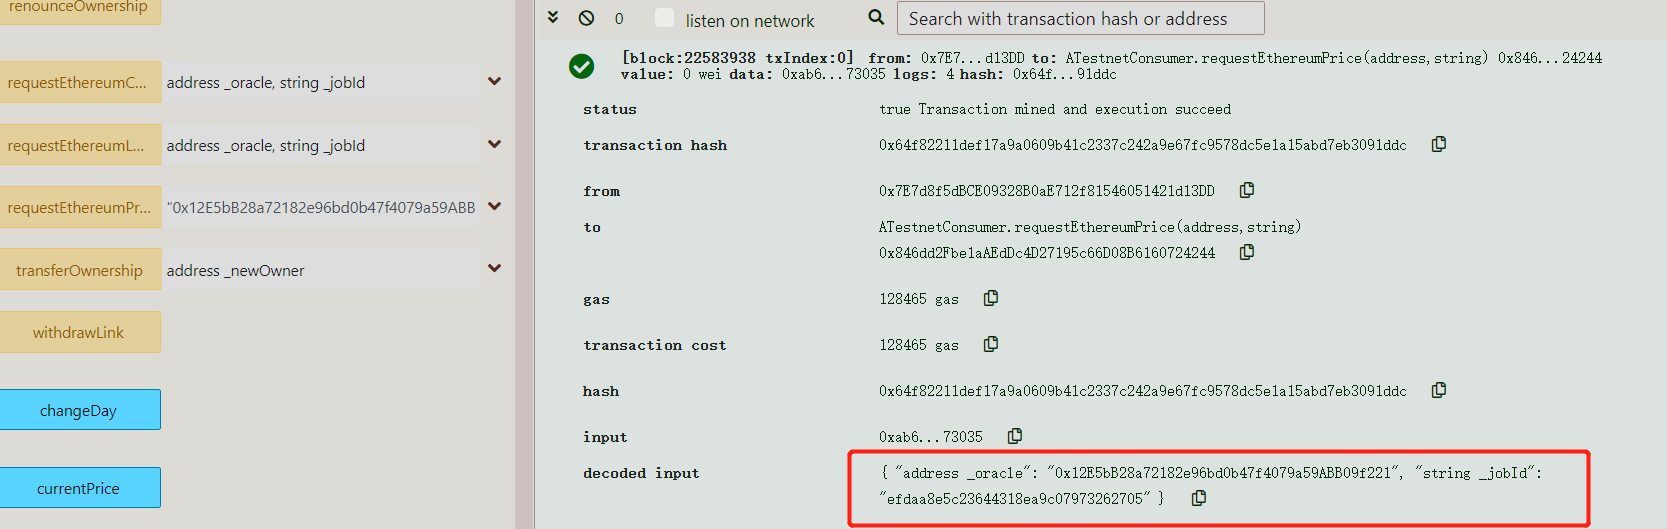 renounceOwnership
requestEthereumC... address _oracle, string _jobId
requestEthereumL... address _oracle, string _jobId
requestEthereumPr... "0x12E5bB28a72182e96bd0b47f4079a59ABB
transferOwnership address _newOwner
withdrawLink
changeDay
currentPrice
0 listen on network Search with transaction hash or address
[block:22583938 txIndex:0] from: 0x7E7...d13DD to: ATestnetConsumer.requestEthereumPrice(address,string) 0x846...24244
value: 0 wei data: 0xab6...73035 logs: 4 hash: 0x64f...91ddc
status true Transaction mined and execution succeed
transaction hash 0x64f82211def17a9a0609b41c2337c242a9e67fc9578dc5e1a15abd7eb3091ddc
from 0x7E7d8f5dBCE09328B0aE712f81546051421d13DD
to ATestnetConsumer.requestEthereumPrice(address,string)
0x846dd2Fbe1aAEdDc4D27195c66D08B6160724244
gas 128465 gas
transaction cost 128465 gas
hash 0x64f82211def17a9a0609b41c2337c242a9e67fc9578dc5e1a15abd7eb3091ddc
input 0xab6...73035
decoded input { "address _oracle": "0x12E5bB28a72182e96bd0b47f4079a59ABB09f221", "string _jobId":
"efdaa8e5c23644318ea9c07973262705" }